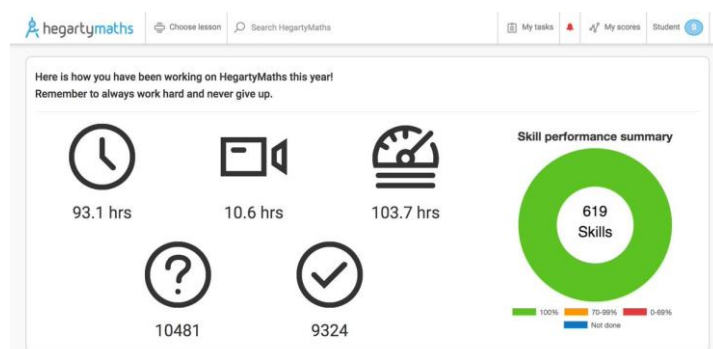 hegartymaths
Choose lesson
Search HegartyMaths
My tasks
My scores
Student
S
Here is how you have been working on HegartyMaths this year!
Remember to always work hard and never give up.
93.1 hrs
10.6 hrs
103.7 hrs
?
10481
9324
Skill performance summary
619
Skills
100%
70-99%
0-69%
Not done